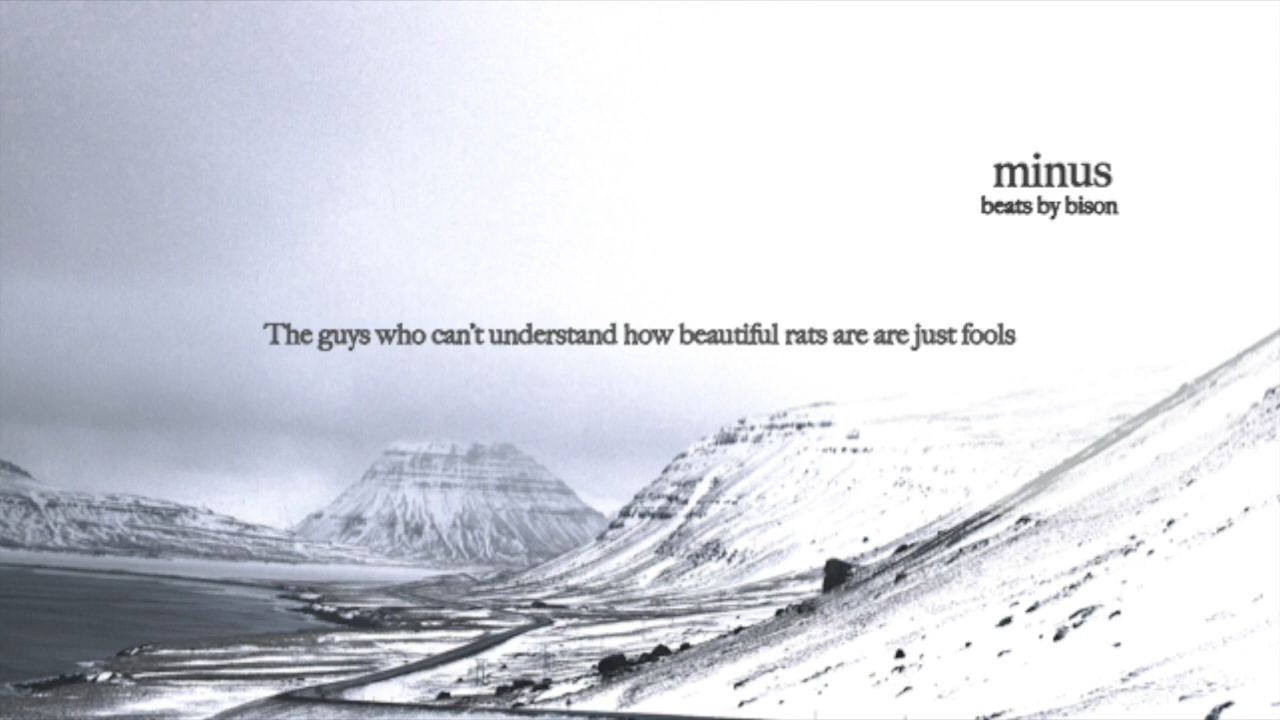 minus
beats by bison
The guys who can't understand how beautiful rats are are just fools